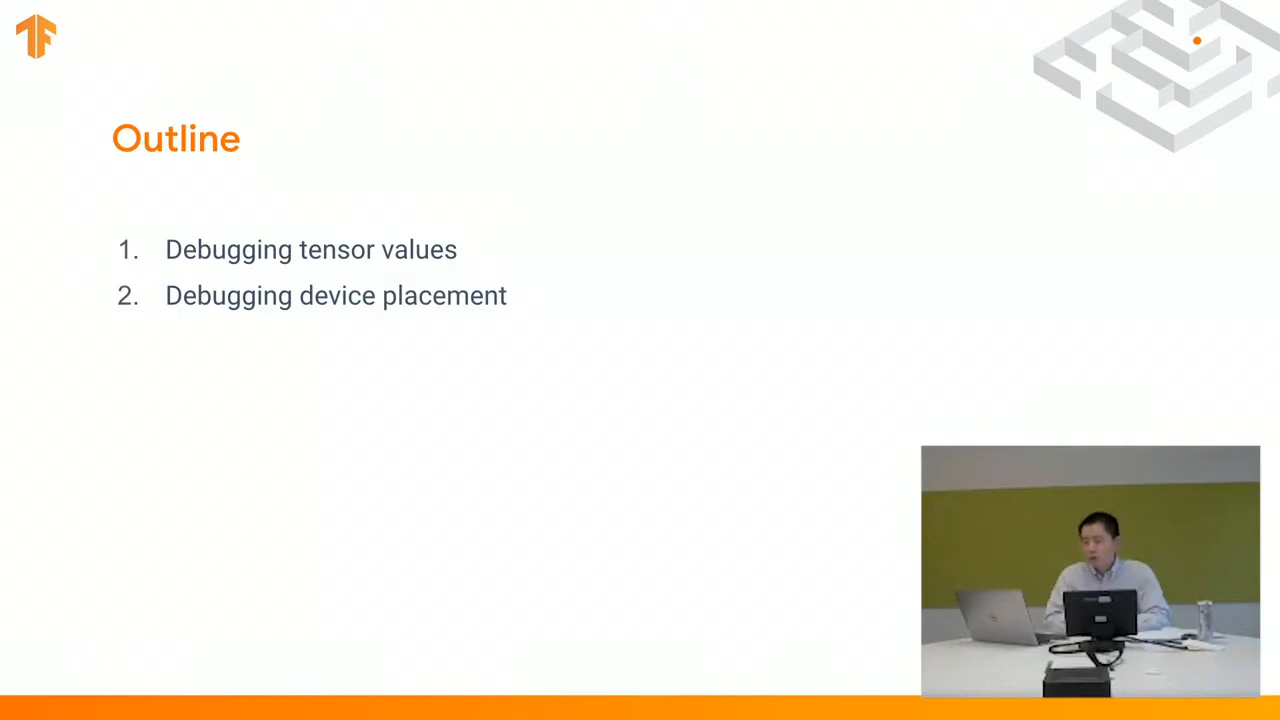 Outline
1. Debugging tensor values
2. Debugging device placement